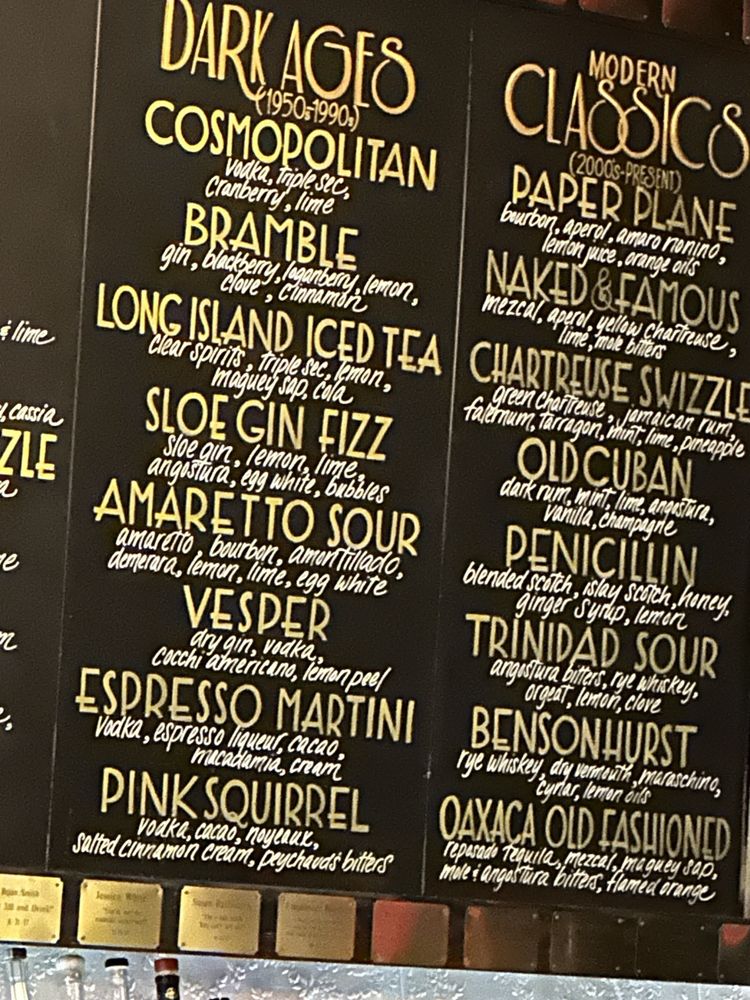 & lime
cassia
ZLE
DARK AGES
(1950s-1990s)
COSMOPOLITAN
vodka, triple sec,
cranberry, lime
BRAMBLE
gin, blackberry, loganberry, lemon,
clove, cinnamon
LONG ISLAND ICED TEA
clear spirits, triple sec, lemon,
maguey sap, cola
SLOE GIN FIZZ
sloe gin, lemon, lime,
angostura, egg white, bubbles
AMARETTO SOUR
amaretto, bourbon, amontillado,
demerara, lemon, lime, egg white
VESPER
dry gin, vodka,
cocchi americano, lemon peel
ESPRESSO MARTINI
vodka, espresso liqueur, cacao,
macadamia, cream
PINK SQUIRREL
vodka, cacao, noyeaux,
salted cinnamon cream, peychauds bitters
MODERN
CLASSICS
(2000s-PRESENT)
PAPER PLANE
bourbon, aperol, amaro nonino,
lemon juice, orange oils
NAKED & FAMOUS
mezcal, aperol, yellow chartreuse,
lime, mole bitters
CHARTREUSE SWIZZLE
green chartreuse, jamaican rum,
falernum, tarragon, mint, lime, pineapple
OLD CUBAN
dark rum, mint, lime, angostura,
vanilla, champagne
PENICILLIN
blended scotch, islay scotch, honey,
ginger syrup, lemon
TRINIDAD SOUR
angostura bitters, rye whiskey,
orgeat, lemon, clove
BENSONHURST
rye whiskey, dry vermouth, maraschino,
cynar, lemon oils
OAXACA OLD FASHIONED
reposado tequila, mezcal, maguey sap,
mole & angostura bitters, flamed orange